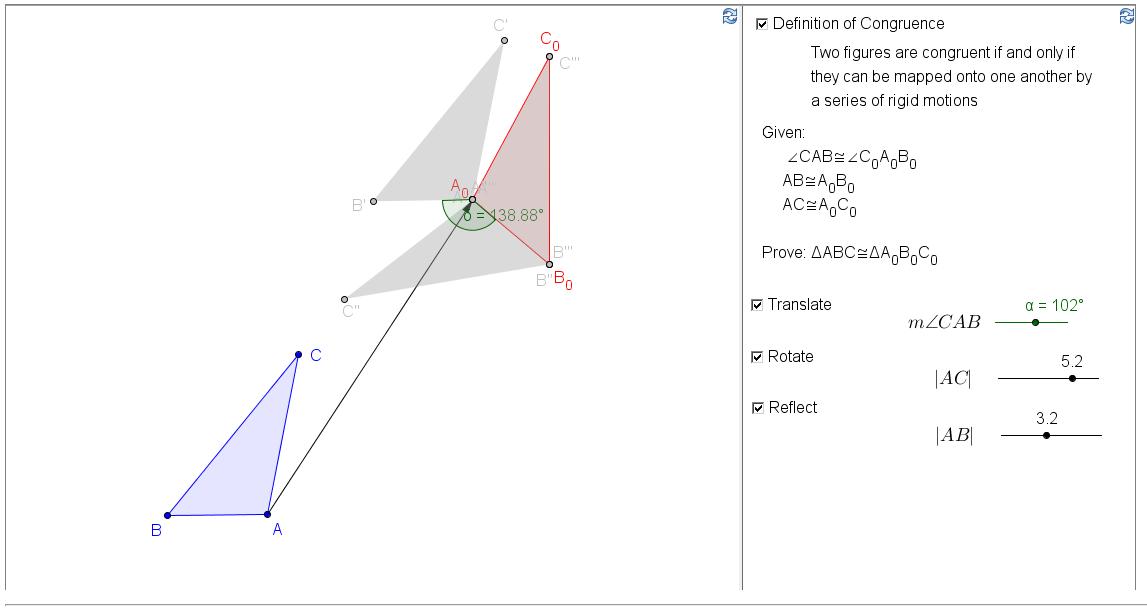 C'
C₀
C'''
A₀
B'
δ = 138.88°
B'''
B''
B₀
C''
C
B
A
Definition of Congruence
Two figures are congruent if and only if
they can be mapped onto one another by
a series of rigid motions
Given:
∠CAB≅∠C₀A₀B₀
AB≅A₀B₀
AC≅A₀C₀
Prove: ΔABC≅ΔA₀B₀C₀
Translate
m∠CAB
α = 102°
Rotate
|AC|
5.2
Reflect
|AB|
3.2